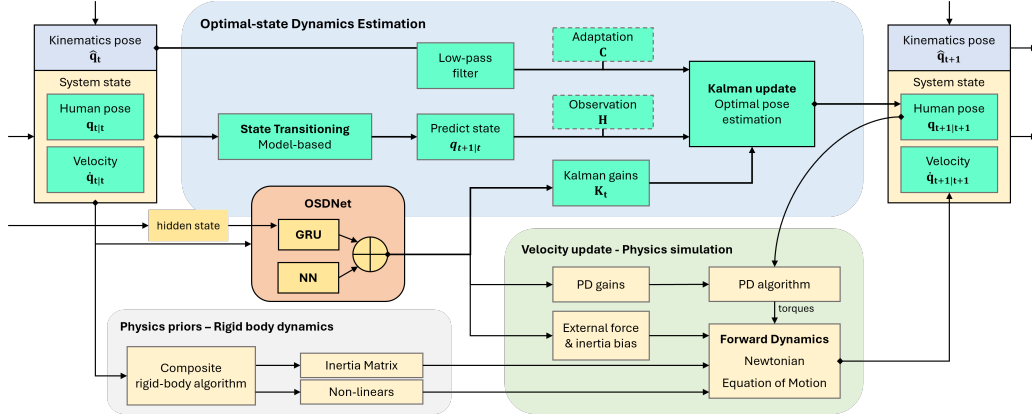 Optimal-state Dynamics Estimation
Kinematics pose
q̂ₜ
System state
Human pose
qₜ|ₜ
Velocity
q̇ₜ|ₜ
Low-pass
filter
Adaptation
C
State Transitioning
Model-based
Predict state
qₜ₊₁|ₜ
Observation
H
Kalman gains
Kₜ
Kalman update
Optimal pose
estimation
Kinematics pose
q̂ₜ₊₁
System state
Human pose
qₜ₊₁|ₜ₊₁
Velocity
q̇ₜ₊₁|ₜ₊₁
hidden state
OSDNet
GRU
NN
Velocity update - Physics simulation
PD gains
PD algorithm
torques
External force
& inertia bias
Forward Dynamics
Newtonian
Equation of Motion
Physics priors – Rigid body dynamics
Composite
rigid-body algorithm
Inertia Matrix
Non-linears